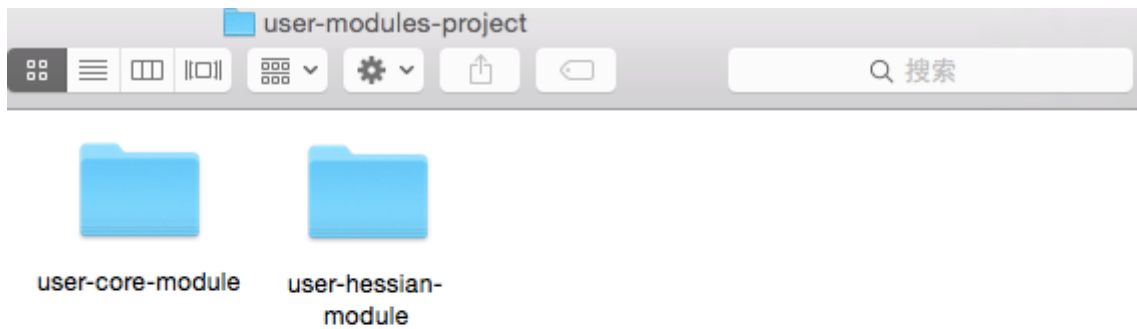 user-modules-project
搜索
user-core-module
user-hessian-
module